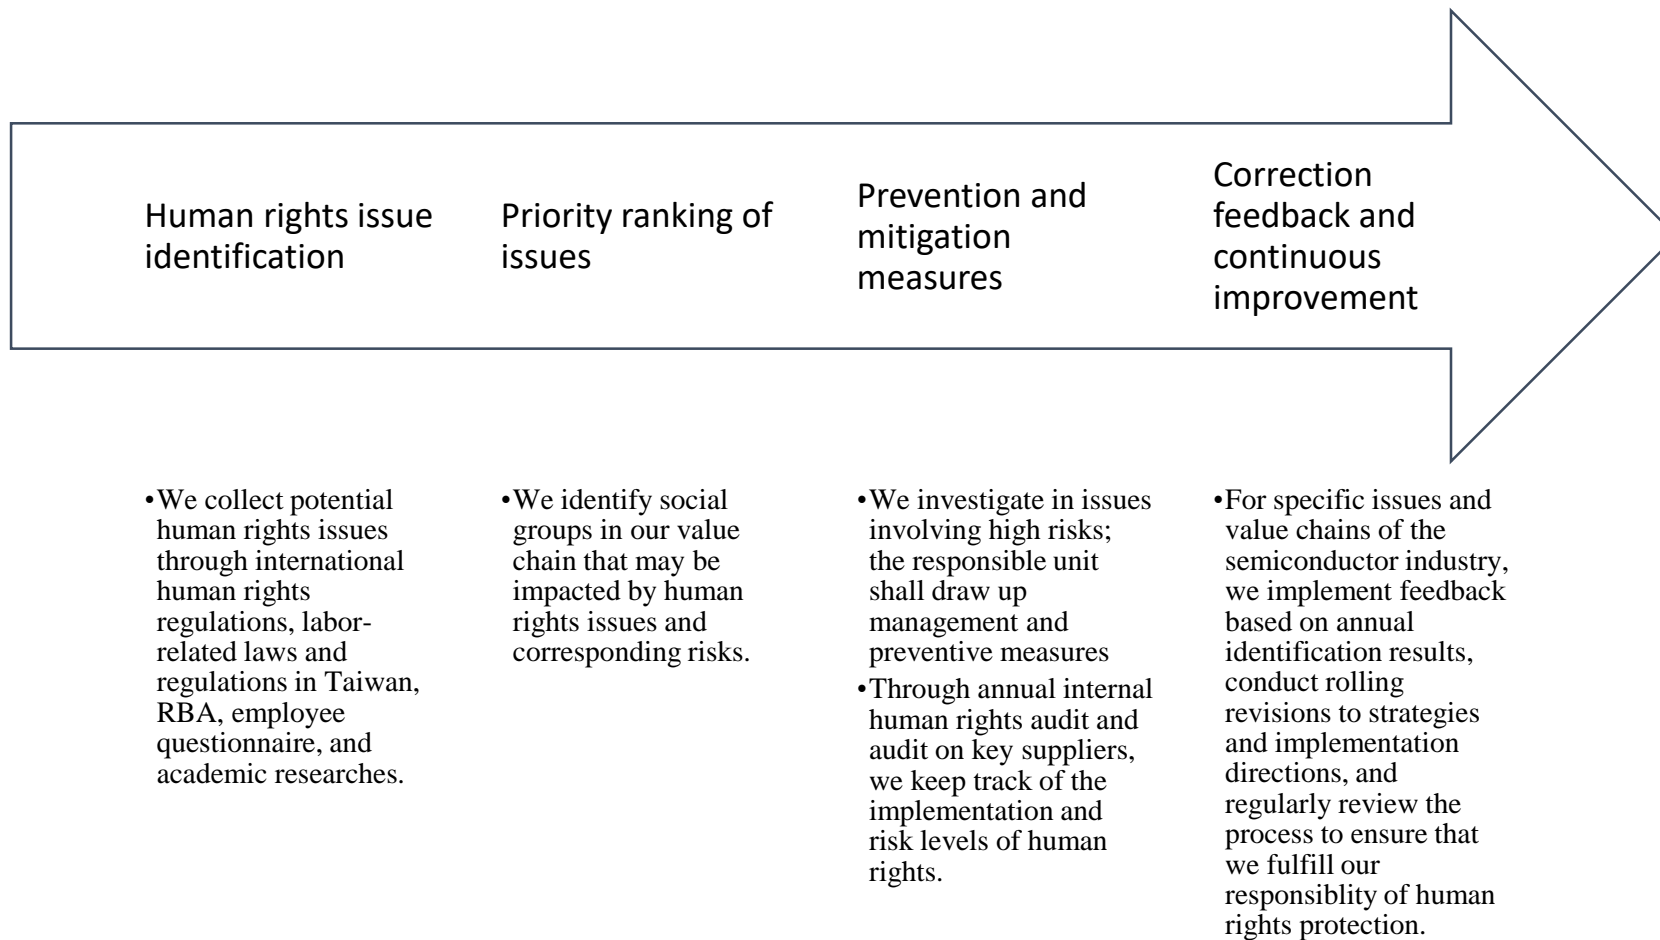 Human rights issue
identification
Priority ranking of
issues
Prevention and
mitigation
measures
Correction
feedback and
continuous
improvement
•We collect potential
human rights issues
through international
human rights
regulations, labor-
related laws and
regulations in Taiwan,
RBA, employee
questionnaire, and
academic researches.
•We identify social
groups in our value
chain that may be
impacted by human
rights issues and
corresponding risks.
•We investigate in issues
involving high risks;
the responsible unit
shall draw up
management and
preventive measures
•Through annual internal
human rights audit and
audit on key suppliers,
we keep track of the
implementation and
risk levels of human
rights.
•For specific issues and
value chains of the
semiconductor industry,
we implement feedback
based on annual
identification results,
conduct rolling
revisions to strategies
and implementation
directions, and
regularly review the
process to ensure that
we fulfill our
responsiblity of human
rights protection.